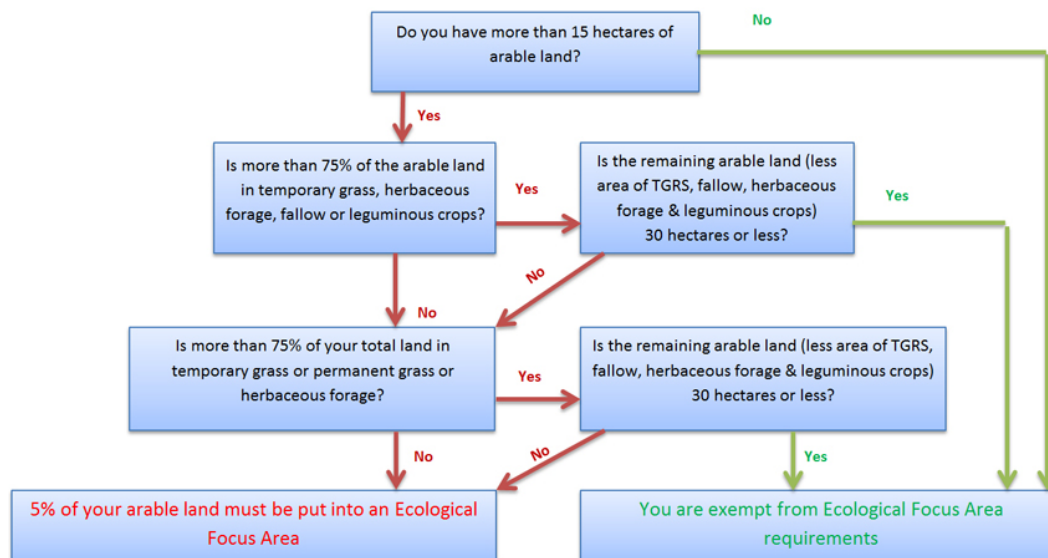 No
Do you have more than 15 hectares of
arable land?
Yes
Is more than 75% of the arable land
in temporary grass, herbaceous
forage, fallow or leguminous crops?
Yes
Is the remaining arable land (less
area of TGRS, fallow, herbaceous
forage & leguminous crops)
30 hectares or less?
Yes
No
No
Is more than 75% of your total land in
temporary grass or permanent grass or
herbaceous forage?
Yes
Is the remaining arable land (less area of TGRS,
fallow, herbaceous forage & leguminous crops)
30 hectares or less?
No
No
Yes
5% of your arable land must be put into an Ecological
Focus Area
You are exempt from Ecological Focus Area
requirements